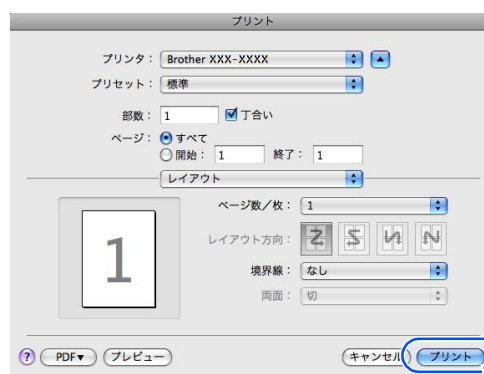 プリント
プリンタ： Brother XXX-XXXX
プリセット： 標準
部数： 1 丁合い
ページ： すべて
開始： 1 終了： 1
レイアウト
ページ数／枚： 1
レイアウト方向：
境界線： なし
両面： 切
1
? PDF▼ プレビュー キャンセル プリント